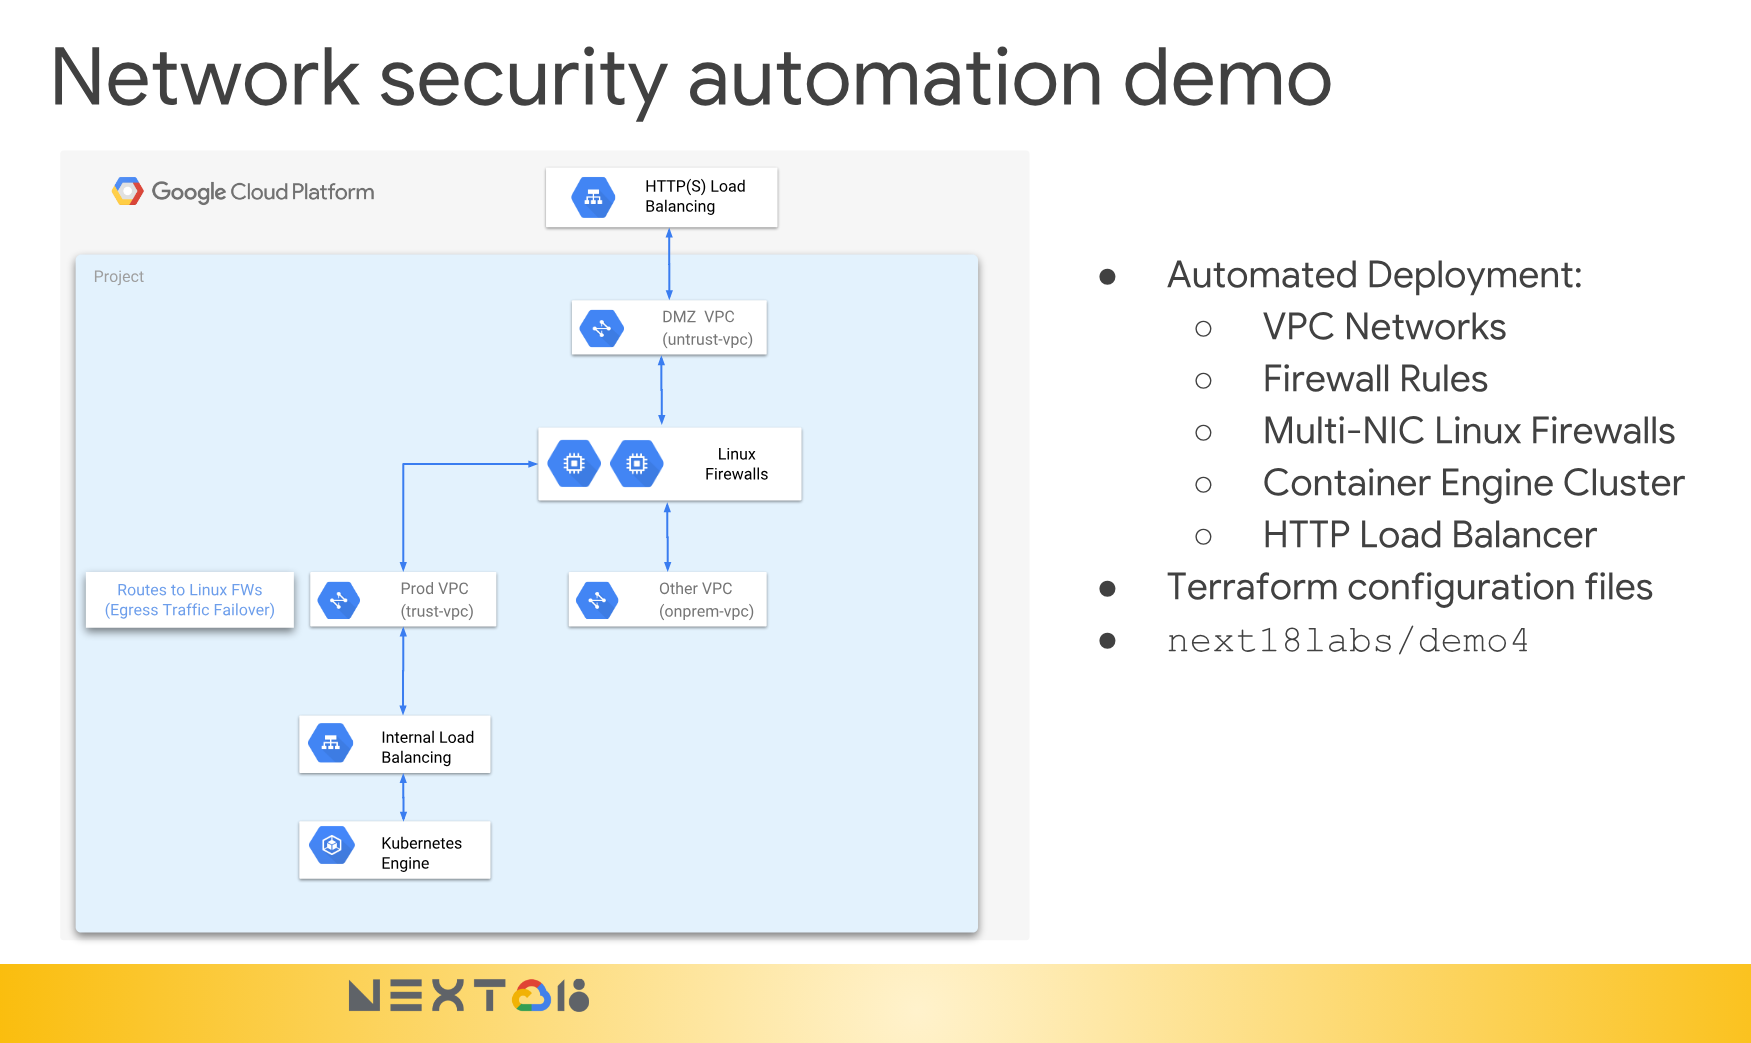 Network security automation demo
Google Cloud Platform
HTTP(S) Load
Balancing
Project
DMZ VPC
(untrust-vpc)
Linux
Firewalls
Routes to Linux FWs
(Egress Traffic Failover)
Prod VPC
(trust-vpc)
Other VPC
(onprem-vpc)
Internal Load
Balancing
Kubernetes
Engine
● Automated Deployment:
○ VPC Networks
○ Firewall Rules
○ Multi-NIC Linux Firewalls
○ Container Engine Cluster
○ HTTP Load Balancer
● Terraform configuration files
● next18labs/demo4
NEXT 18